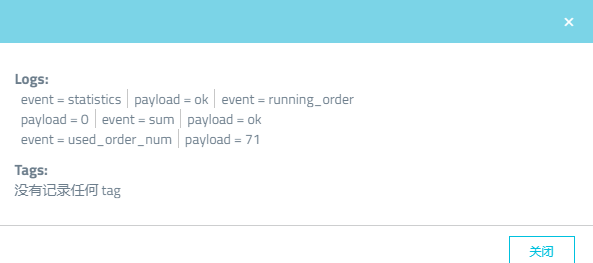 ×
Logs:
event = statistics | payload = ok | event = running_order
payload = 0 | event = sum | payload = ok
event = used_order_num | payload = 71
Tags:
没有记录任何 tag
关闭